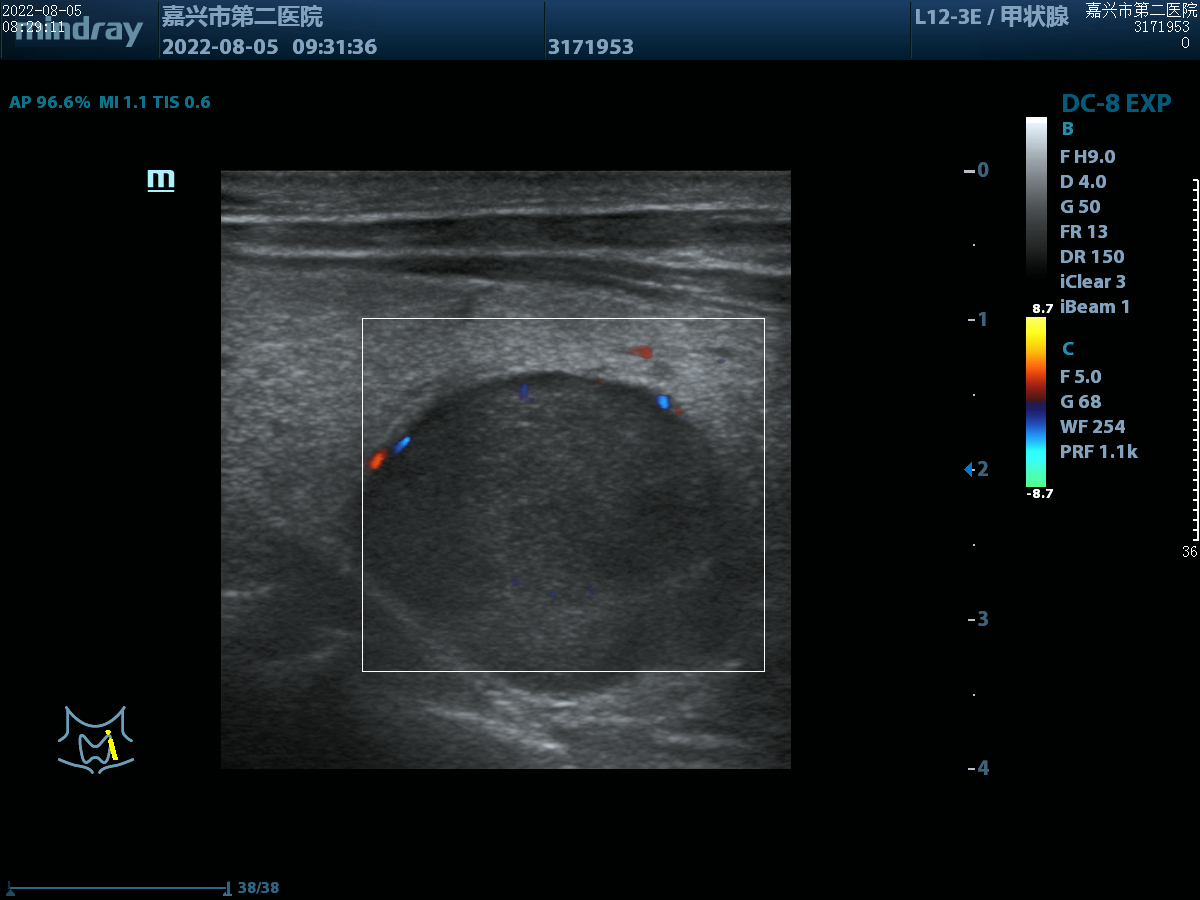 2022-08-05
08:29:11
mindray
嘉兴市第二医院
2022-08-05 09:31:36
3171953
L12-3E / 甲状腺
嘉兴市第二医院
3171953
0
AP 96.6% MI 1.1 TIS 0.6
m
DC-8 EXP
B
F H9.0
D 4.0
G 50
FR 13
DR 150
iClear 3
iBeam 1
8.7
C
F 5.0
G 68
WF 254
PRF 1.1k
-8.7
0
1
2
3
4
36
38/38